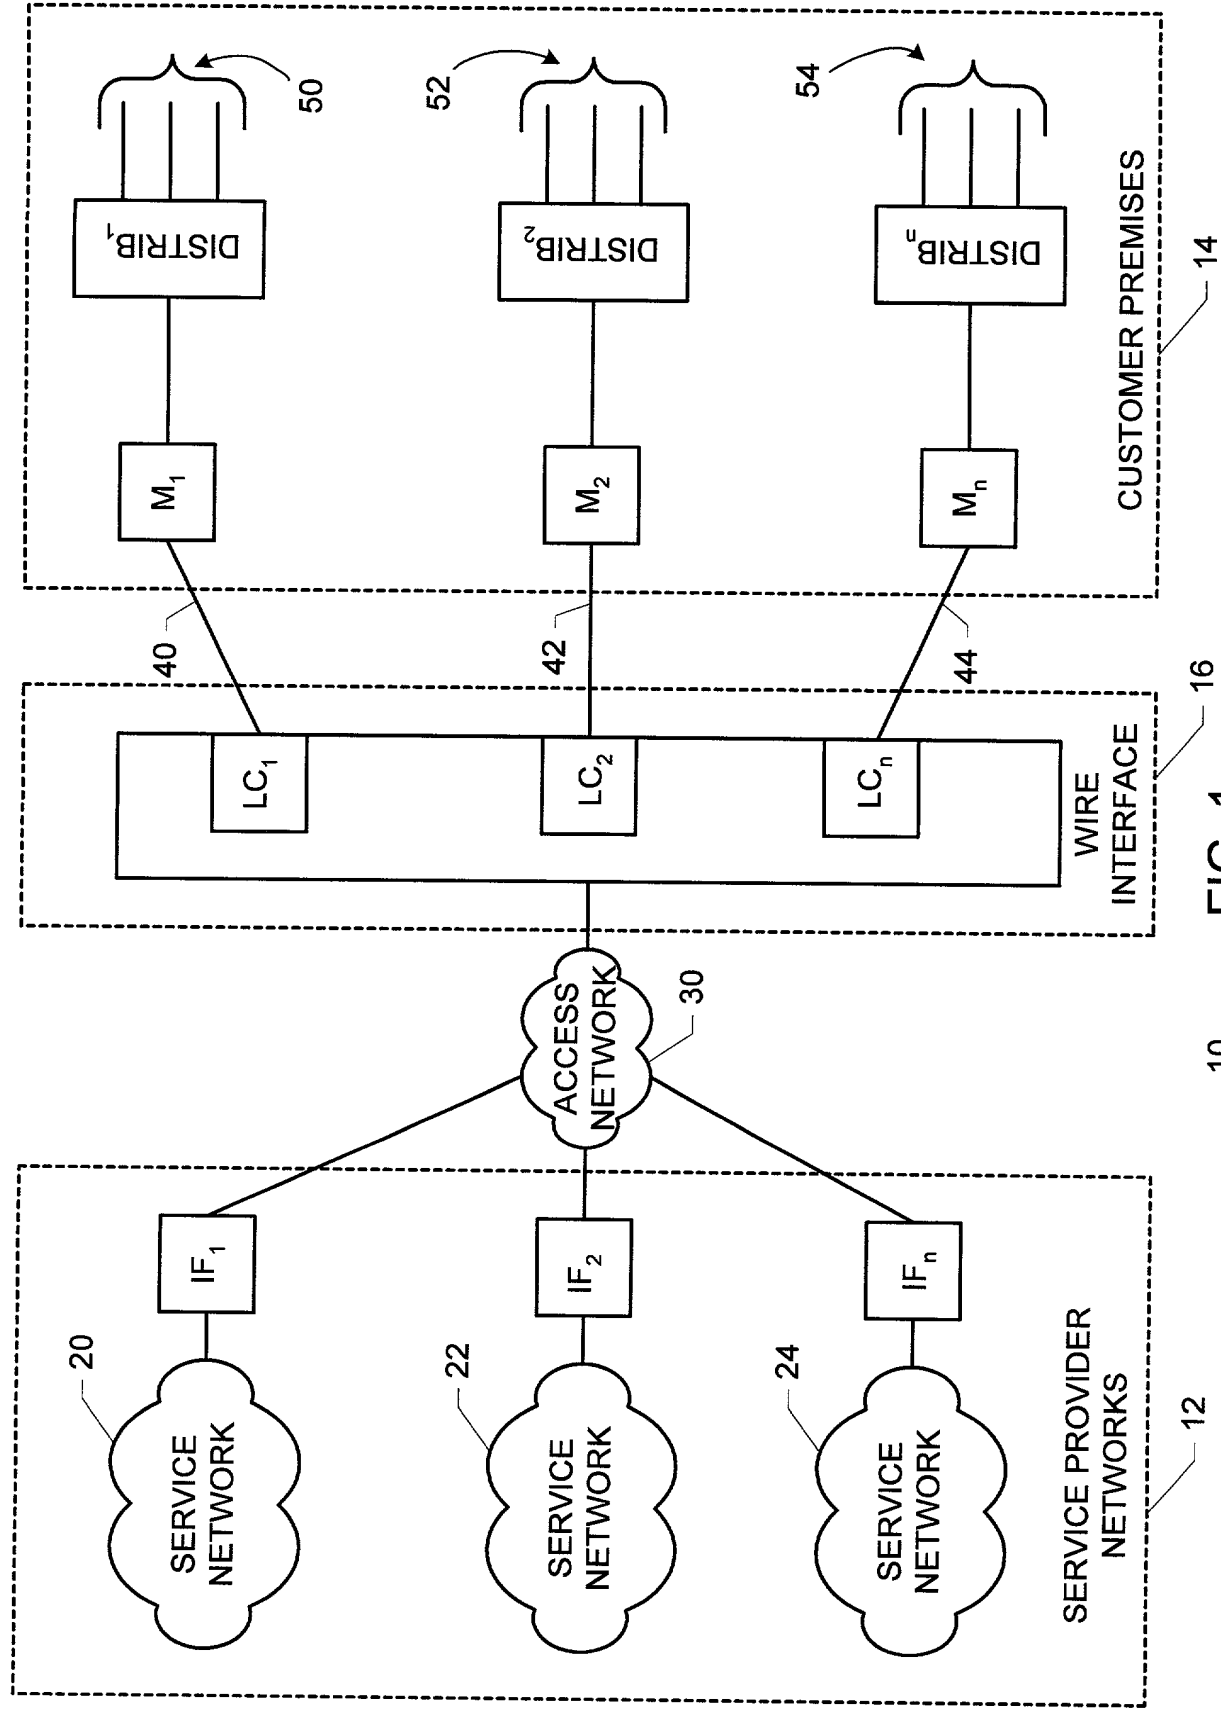 SERVICE
NETWORK
20
IF1
SERVICE
NETWORK
22
IF2
SERVICE
NETWORK
24
IFn
SERVICE PROVIDER
NETWORKS
12
ACCESS
NETWORK
30
LC1
LC2
LCn
WIRE
INTERFACE
16
40
42
44
M1
M2
Mn
DISTRIB1
DISTRIB2
DISTRIBn
50
52
54
CUSTOMER PREMISES
14
10
FIG. 1